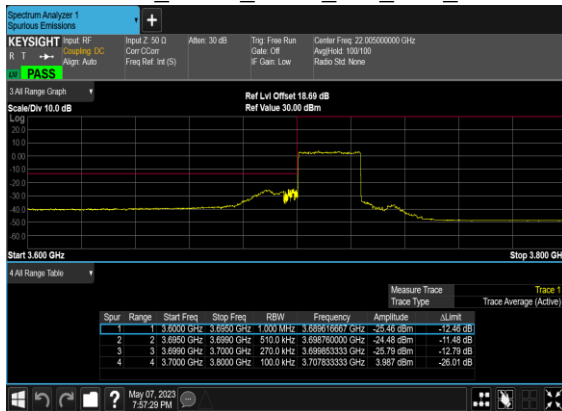 Spectrum Analyzer 1
Spurious Emissions
+
KEYSIGHT Input: RF Input Z: 50 Ω Atten: 30 dB Trig: Free Run Center Freq: 22.005000000 GHz
R T Coupling: DC Corr CCorr Gate: Off Avg|Hold: 100/100
Align: Auto Freq Ref: Int (S) IF Gain: Low Radio Std: None
PASS
3 All Range Graph
Ref Lvl Offset 18.69 dB
Scale/Div 10.0 dB Ref Value 30.00 dBm
Log
20.0
10.0
0.00
-10.0
-20.0
-30.0
-40.0
-50.0
-60.0
Start 3.600 GHz Stop 3.800 GH
4 All Range Table
Measure Trace Trace 1
Trace Type Trace Average (Active)
Spur Range Start Freq Stop Freq RBW Frequency Amplitude ΔLimit
1 1 3.6000 GHz 3.6950 GHz 1.000 MHz 3.689616667 GHz -25.46 dBm -12.46 dB
2 2 3.6950 GHz 3.6990 GHz 510.0 kHz 3.698760000 GHz -24.48 dBm -11.48 dB
3 3 3.6990 GHz 3.7000 GHz 270.0 kHz 3.699853333 GHz -25.79 dBm -12.79 dB
4 4 3.7000 GHz 3.8000 GHz 100.0 kHz 3.707833333 GHz 3.987 dBm -26.01 dB
? May 07, 2023
7:57:29 PM